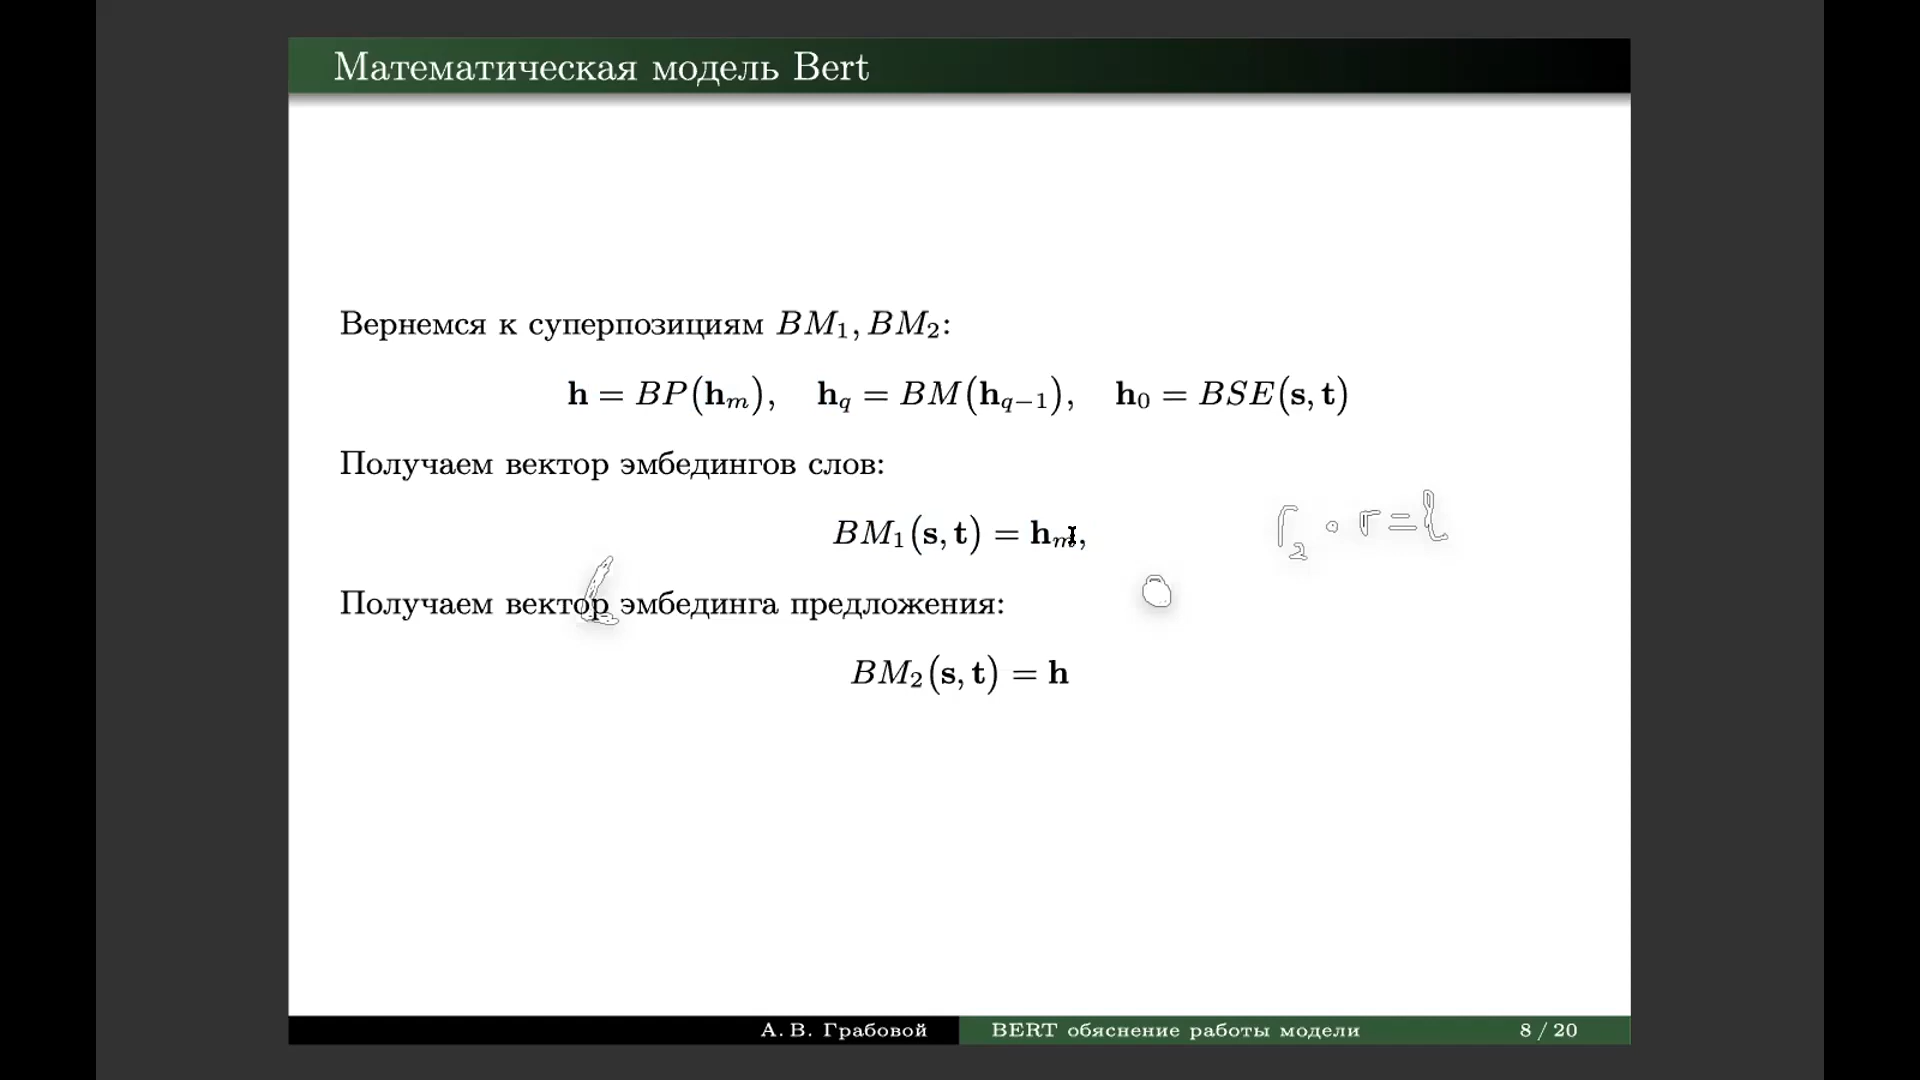 Математическая модель Bert
Вернемся к суперпозициям BM₁, BM₂:
h = BP(hₘ), h_q = BM(h_{q−1}), h₀ = BSE(s, t)
Получаем вектор эмбедингов слов:
BM₁(s, t) = hₘ,
Получаем вектор эмбединга предложения:
BM₂(s, t) = h
А. В. Грабовой BERT обяснение работы модели 8 / 20